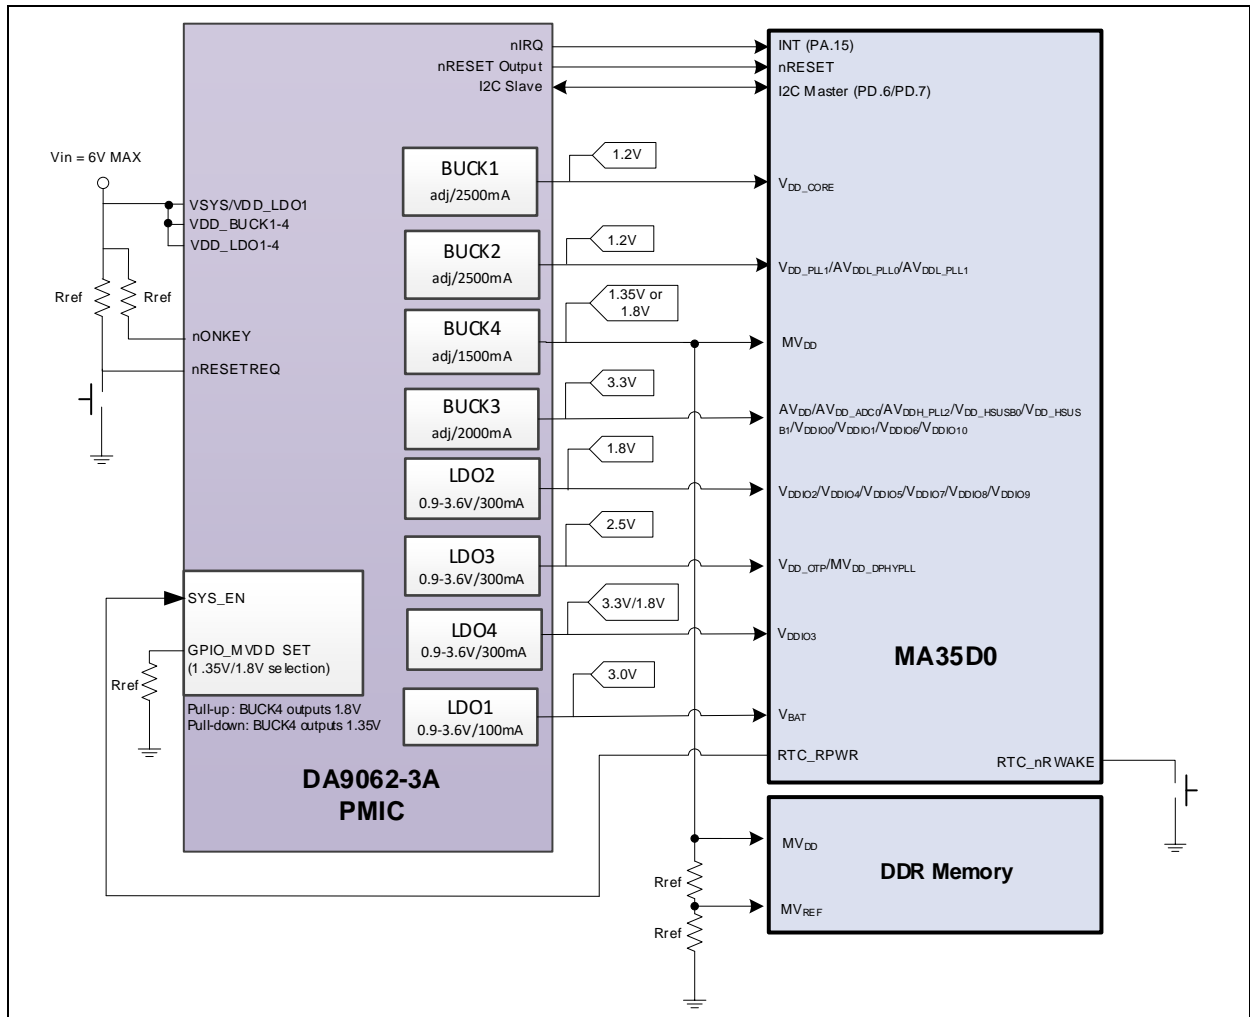 nIRQ
nRESET Output
I2C Slave
INT (PA.15)
nRESET
I2C Master (PD.6/PD.7)
Vin = 6V MAX
VSYS/VDD_LDO1
VDD_BUCK1-4
VDD_LDO1-4
Rref
Rref
nONKEY
nRESETREQ
BUCK1
adj/2500mA
1.2V
VDD_CORE
BUCK2
adj/2500mA
1.2V
VDD_PLL1/AVDDL_PLL0/AVDDL_PLL1
BUCK4
adj/1500mA
1.35V or
1.8V
MVDD
BUCK3
adj/2000mA
3.3V
AVDD/AVDD_ADC0/AVDDH_PLL2/VDD_HSUSB0/VDD_HSUS
B1/VDDIO0/VDDIO1/VDDIO6/VDDIO10
LDO2
0.9-3.6V/300mA
1.8V
VDDIO2/VDDIO4/VDDIO5/VDDIO7/VDDIO8/VDDIO9
LDO3
0.9-3.6V/300mA
2.5V
VDD_OTP/MVDD_DPHYPLL
LDO4
0.9-3.6V/300mA
3.3V/1.8V
VDDIO3
LDO1
0.9-3.6V/100mA
3.0V
VBAT
SYS_EN
GPIO_MVDD SET
(1.35V/1.8V selection)
Rref
Pull-up: BUCK4 outputs 1.8V
Pull-down: BUCK4 outputs 1.35V
DA9062-3A
PMIC
MA35D0
RTC_RPWR
RTC_nRWAKE
MVDD
DDR Memory
MVREF
Rref
Rref